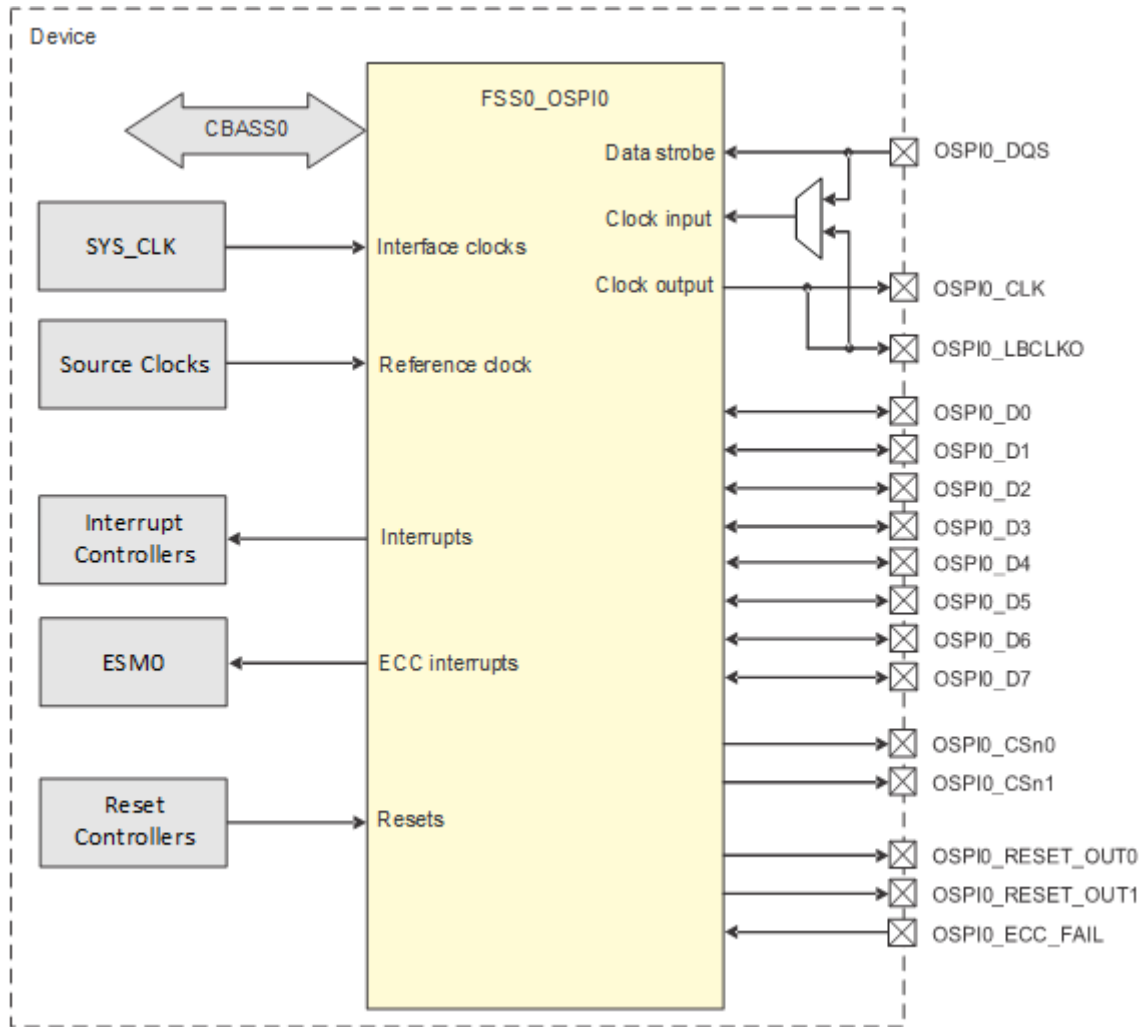 Device
FSS0_OSPI0
CBASS0
Data strobe
OSPI0_DQS
Clock input
SYS_CLK
Interface clocks
Clock output
OSPI0_CLK
OSPI0_LBCLKO
Source Clocks
Reference clock
OSPI0_D0
OSPI0_D1
OSPI0_D2
OSPI0_D3
OSPI0_D4
OSPI0_D5
OSPI0_D6
OSPI0_D7
Interrupt
Controllers
Interrupts
ESM0
ECC interrupts
OSPI0_CSn0
OSPI0_CSn1
Reset
Controllers
Resets
OSPI0_RESET_OUT0
OSPI0_RESET_OUT1
OSPI0_ECC_FAIL